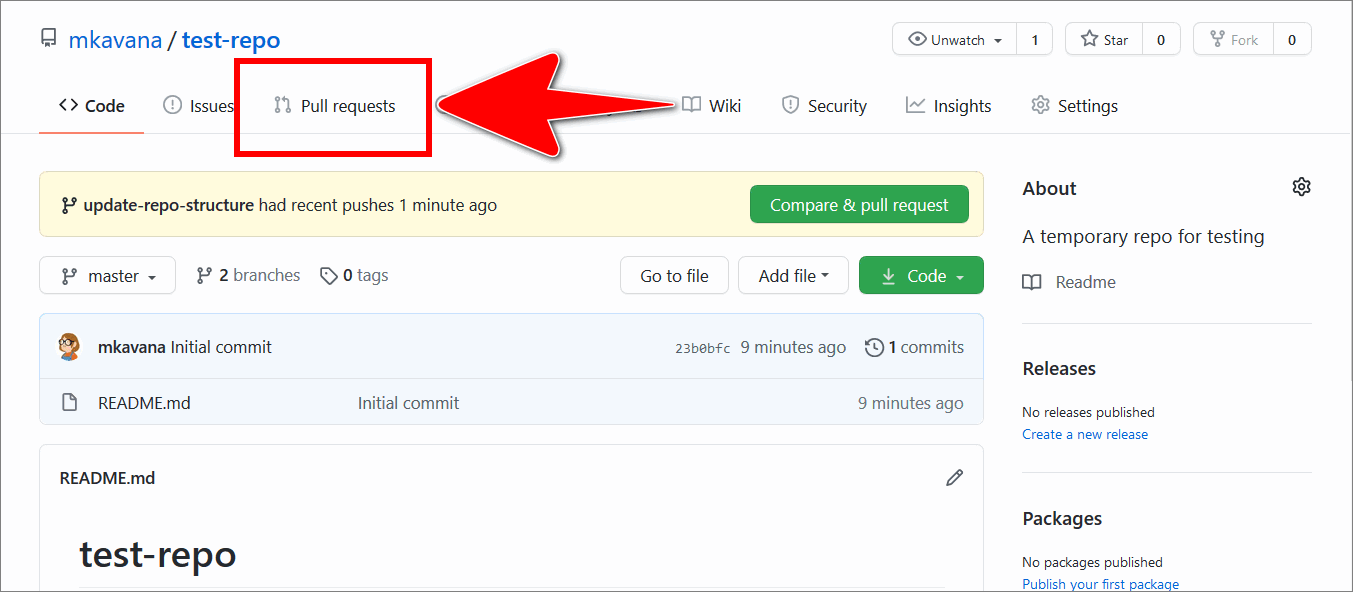 mkavana / test-repo
Unwatch 1 Star 0 Fork 0
Code Issues Pull requests Wiki Security Insights Settings
update-repo-structure had recent pushes 1 minute ago
Compare & pull request
About
A temporary repo for testing
Readme
master 2 branches 0 tags
Go to file Add file Code
mkavana Initial commit 23b0bfc 9 minutes ago 1 commits
README.md Initial commit 9 minutes ago
Releases
No releases published
Create a new release
README.md
test-repo
Packages
No packages published
Publish your first package